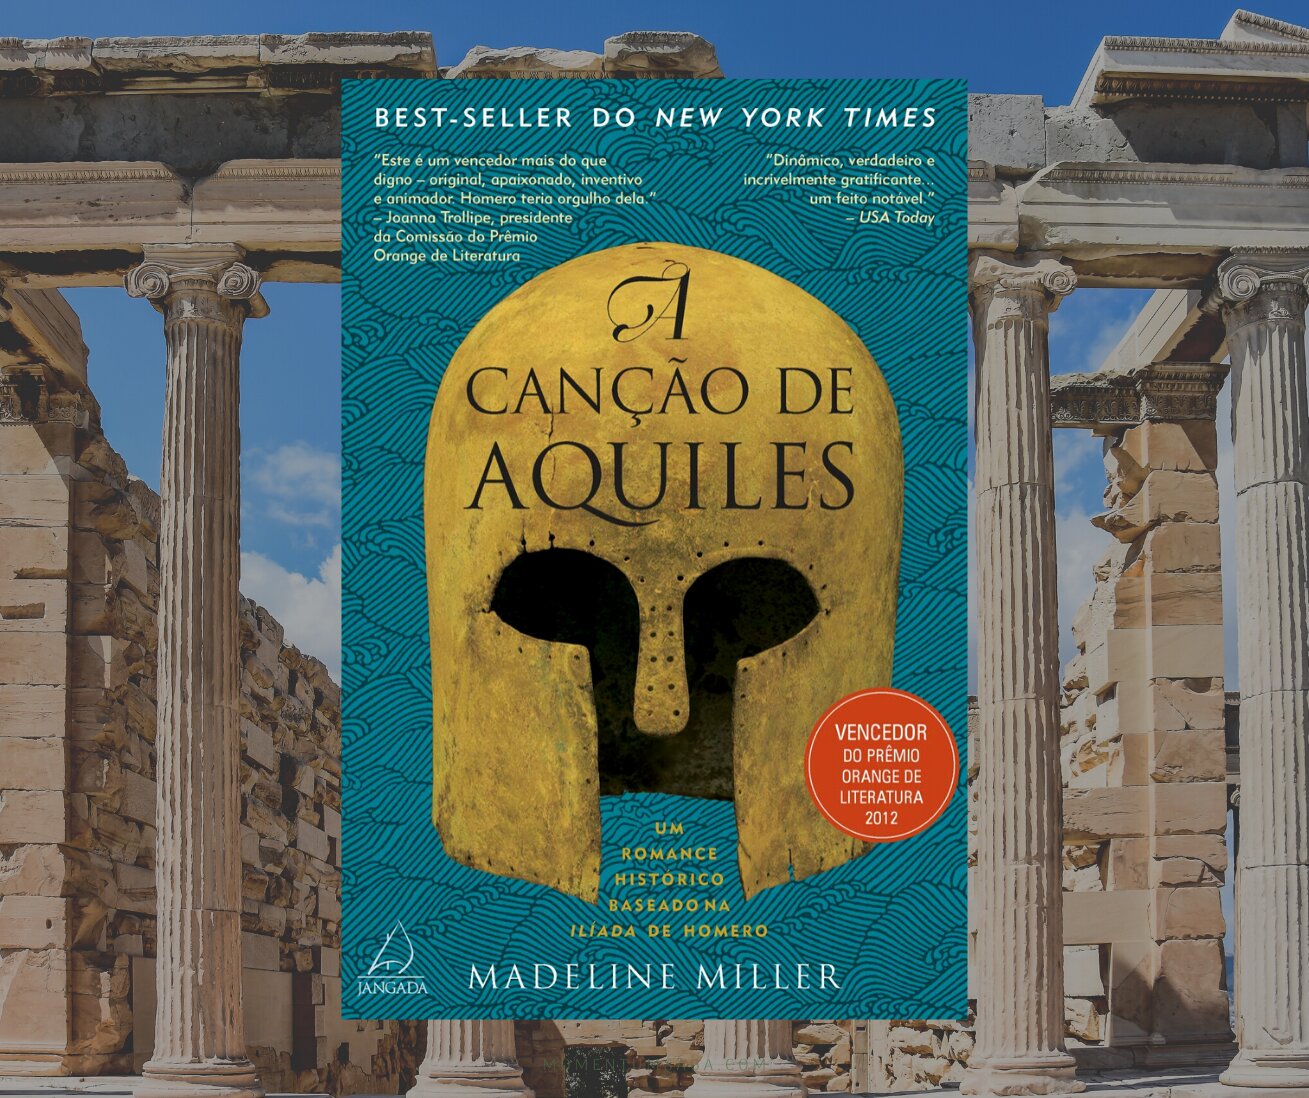 BEST-SELLER DO NEW YORK TIMES
"Este é um vencedor mais do que
digno – original, apaixonado, inventivo
e animador. Homero teria orgulho dela."
– Joanna Trollipe, presidente
da Comissão do Prêmio
Orange de Literatura
"Dinâmico, verdadeiro e
incrivelmente gratificante...
um feito notável."
– USA Today
A
CANÇÃO DE
AQUILES
VENCEDOR
DO PRÊMIO
ORANGE DE
LITERATURA
2012
UM
ROMANCE
HISTÓRICO
BASEADO NA
ILÍADA DE HOMERO
JANGADA
MADELINE MILLER